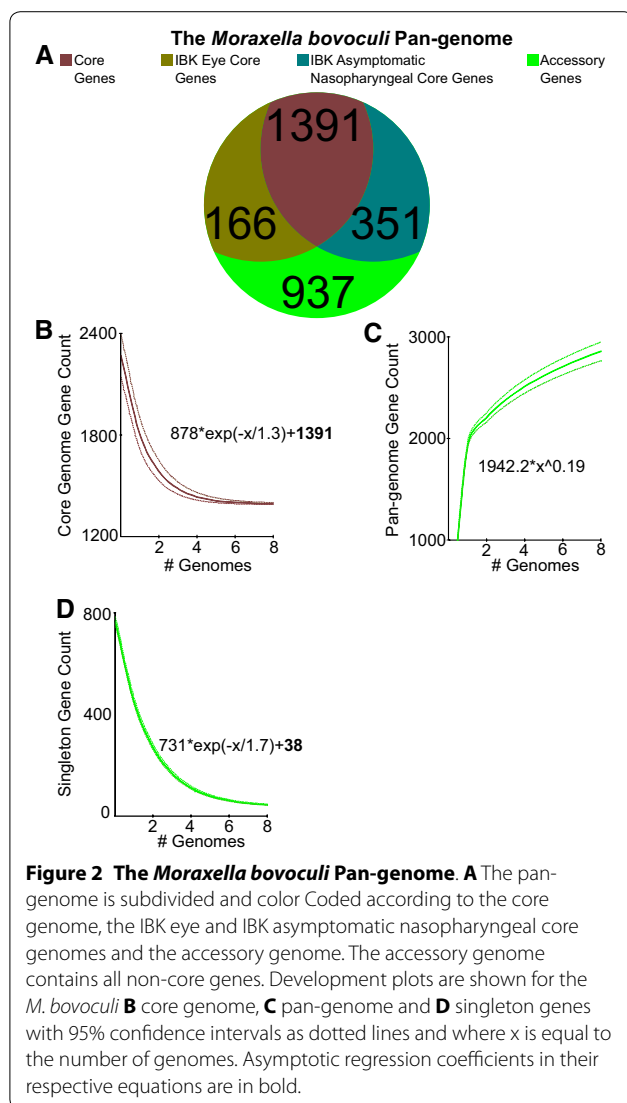 The Moraxella bovoculi Pan-genome
A
Core Genes
IBK Eye Core Genes
IBK Asymptomatic Nasopharyngeal Core Genes
Accessory Genes
1391
166
351
937
B
2400
1800
1200
Core Genome Gene Count
878*exp(-x/1.3)+1391
2 4 6 8
# Genomes
C
3000
2000
1000
Pan-genome Gene Count
1942.2*x^0.19
2 4 6 8
# Genomes
D
800
400
0
Singleton Gene Count
731*exp(-x/1.7)+38
2 4 6 8
# Genomes
Figure 2 The Moraxella bovoculi Pan-genome. A The pan-
genome is subdivided and color Coded according to the core
genome, the IBK eye and IBK asymptomatic nasopharyngeal core
genomes and the accessory genome. The accessory genome
contains all non-core genes. Development plots are shown for the
M. bovoculi B core genome, C pan-genome and D singleton genes
with 95% confidence intervals as dotted lines and where x is equal to
the number of genomes. Asymptotic regression coefficients in their
respective equations are in bold.